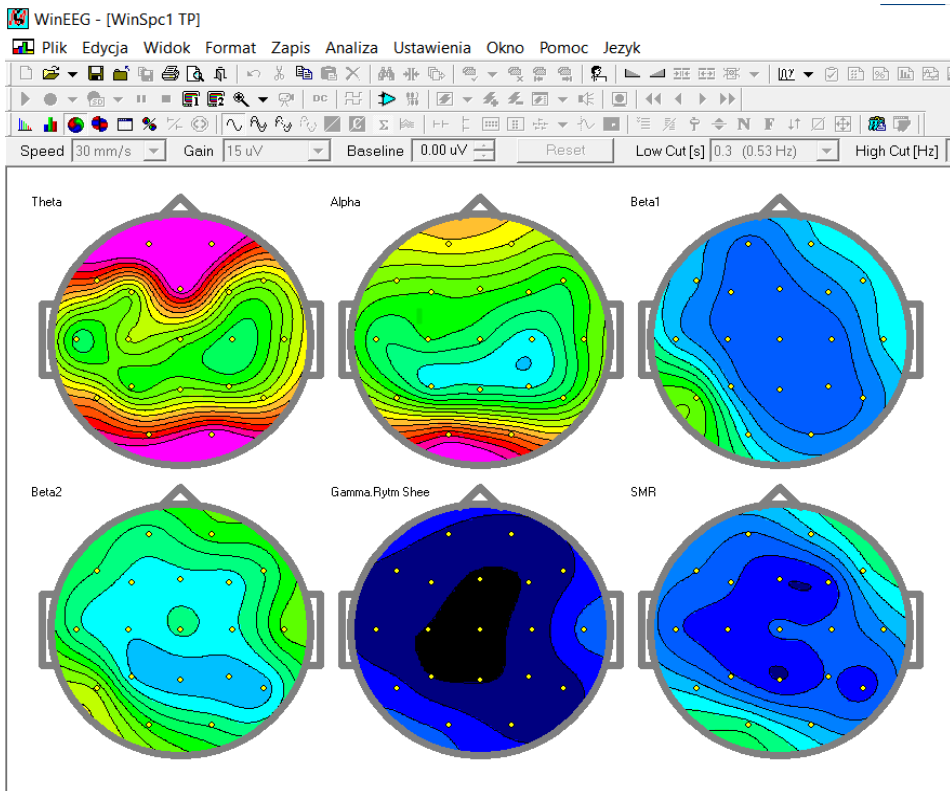 WinEEG - [WinSpc1 TP]
Plik Edycja Widok Format Zapis Analiza Ustawienia Okno Pomoc Jezyk
DC
Σ N F
Speed 30 mm/s Gain 15 uV Baseline 0.00 uV Reset Low Cut [s] 0.3 (0.53 Hz) High Cut [Hz]
Theta Alpha Beta1
Beta2 Gamma.Rytm Shee SMR